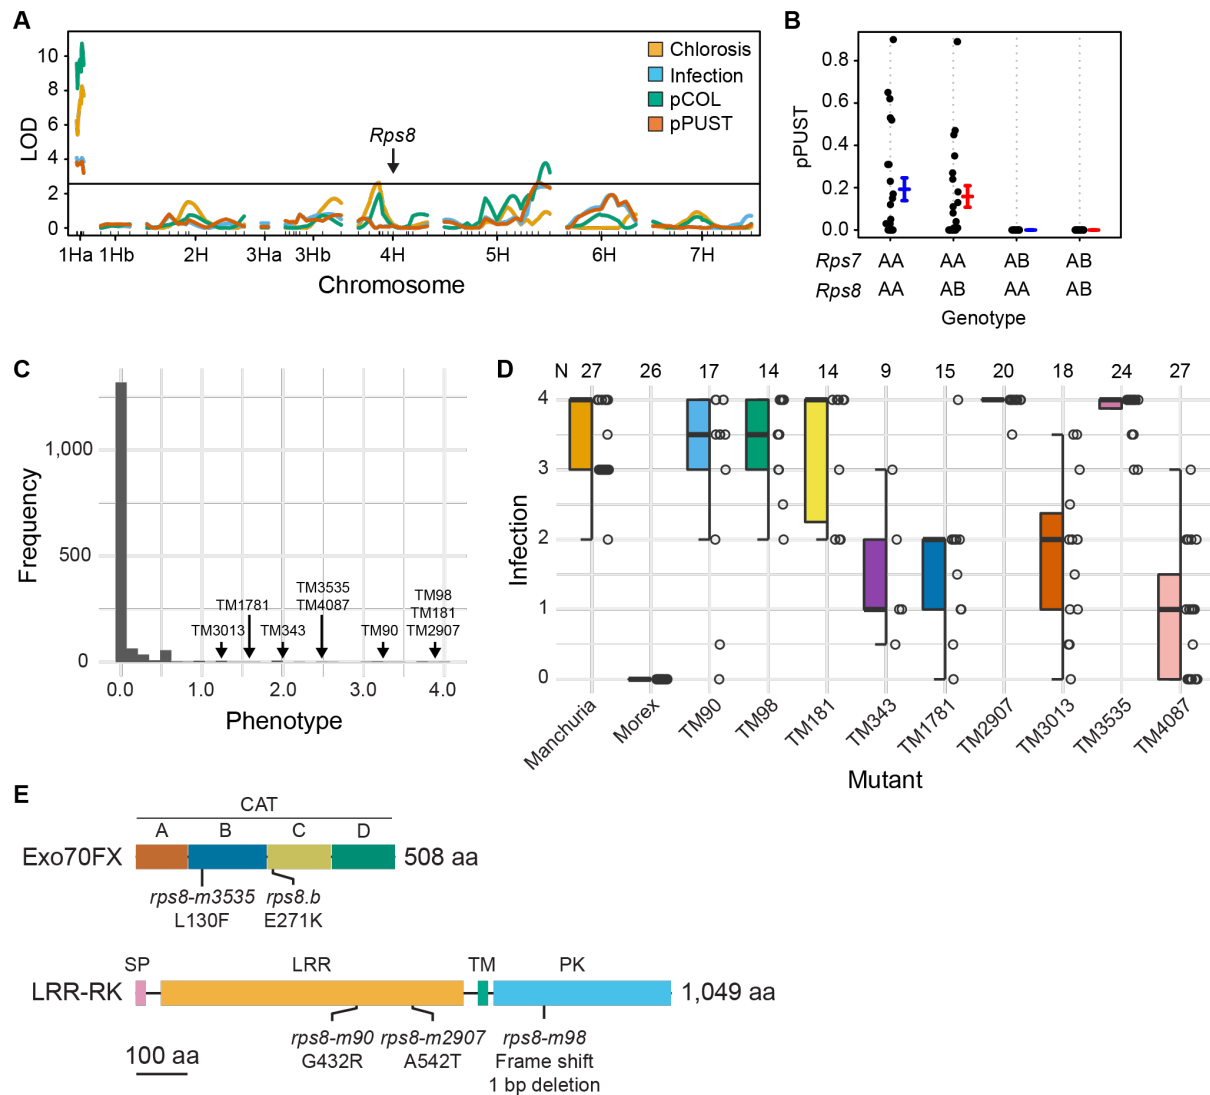 A
10
8
6
4
2
0
LOD
Chlorosis
Infection
pCOL
pPUST
Rps8
1Ha 1Hb 2H 3Ha 3Hb 4H 5H 6H 7H
Chromosome
B
0.8
0.6
0.4
0.2
0.0
pPUST
Rps7 AA AA AB AB
Rps8 AA AB AA AB
Genotype
C
1,000
500
0
Frequency
TM3535 TM98
TM1781 TM4087 TM181
TM3013 TM343 TM90 TM2907
0.0 1.0 2.0 3.0 4.0
Phenotype
D
N 27 26 17 14 14 9 15 20 18 24 27
4
3
2
1
0
Infection
Manchuria Morex TM90 TM98 TM181 TM343 TM1781 TM2907 TM3013 TM3535 TM4087
Mutant
E
CAT
A B C D
Exo70FX 508 aa
rps8-m3535 rps8.b
L130F E271K
SP LRR TM PK
LRR-RK 1,049 aa
rps8-m90 rps8-m2907 rps8-m98
G432R A542T Frame shift
1 bp deletion
100 aa